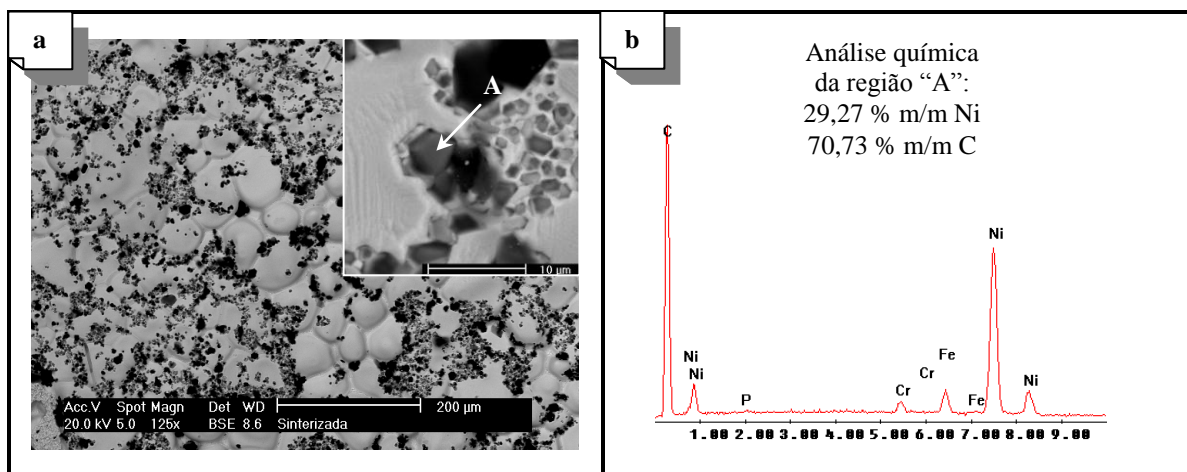 a
A
10 µm
Acc.V Spot Magn Det WD 200 µm
20.0 kV 5.0 125x BSE 8.6 Sinterizada
b
Análise química
da região “A”:
29,27 % m/m Ni
70,73 % m/m C
C
Ni
Ni
Ni
P
Cr
Cr
Fe
Fe
Ni
1.00 2.00 3.00 4.00 5.00 6.00 7.00 8.00 9.00